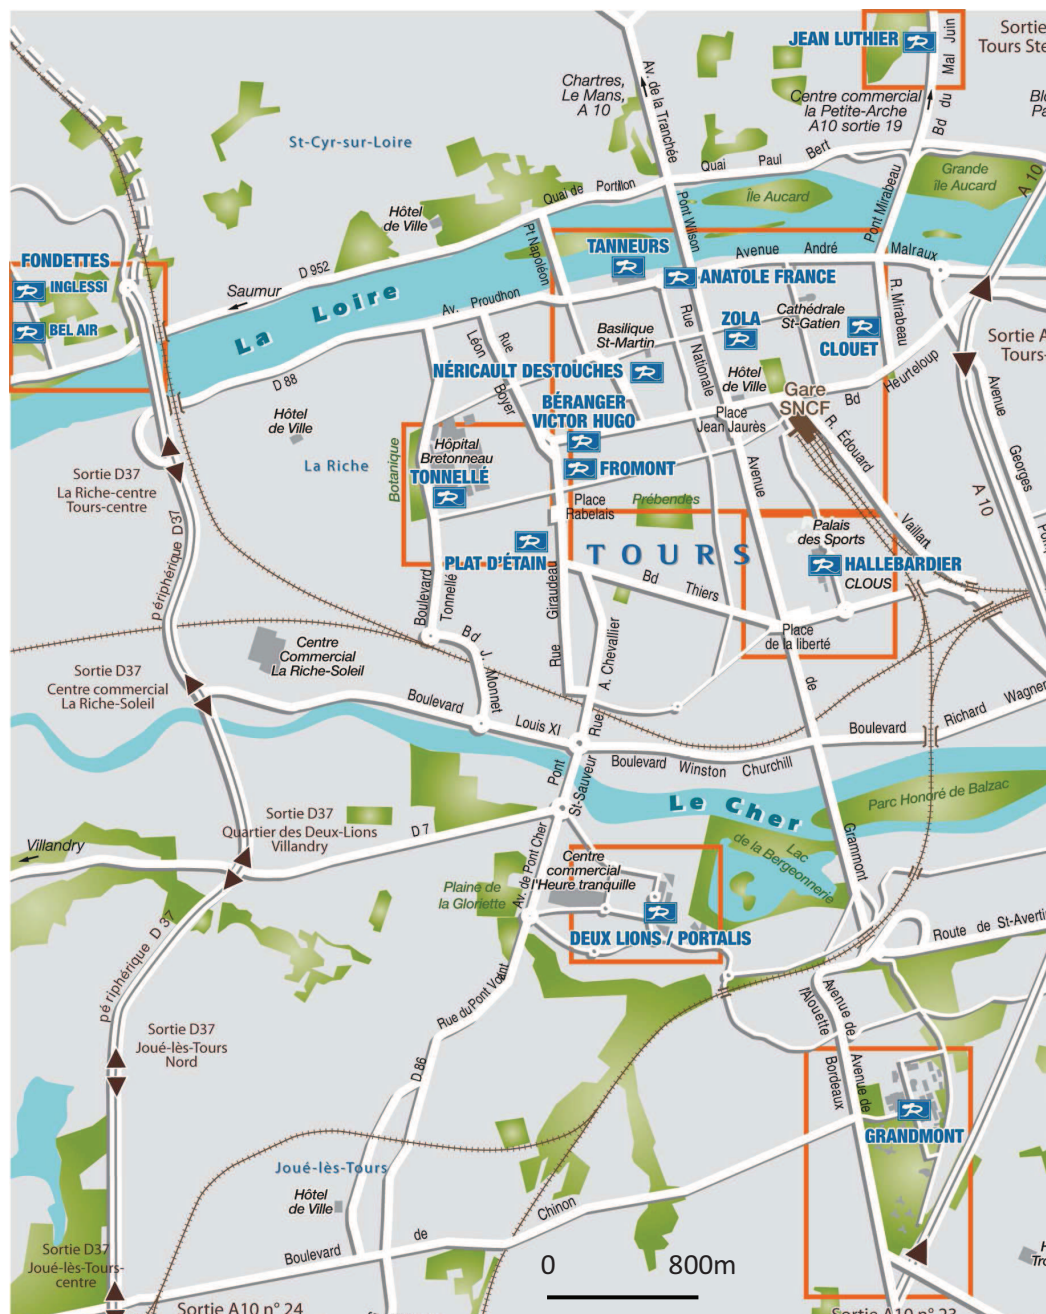 JEAN LUTHIER
Mal Juin
Bd du
Sortie
Tours Ste
Av. de la Tranchée
Chartres,
Le Mans,
A 10
Centre commercial
la Petite-Arche
A10 sortie 19
Blo
Pa
St-Cyr-sur-Loire
Quai Paul Bert
Grande
île Aucard
A 10
Quai de Portillon
Île Aucard
Pont Wilson
Pont Mirabeau
Hôtel
de Ville
Pt Napoléon
TANNEURS
Avenue André Malraux
FONDETTES
INGLESSI
BEL AIR
D 952
Saumur
La Loire
Av. Proudhon
ANATOLE FRANCE
R. Mirabeau
Rue
Léon Boyer
Basilique
St-Martin
Rue Nationale
ZOLA
Cathédrale
St-Gatien
CLOUET
Sortie A
Tours-
D 88
NÉRICAULT DESTOUCHES
Hôtel
de Ville
Bd Heurteloup
Gare
SNCF
Avenue Georges
BÉRANGER
VICTOR HUGO
Place
Jean Jaurès
R. Édouard Vaillart
Hôtel
de Ville
Botanique
Hôpital
Bretonneau
La Riche
TONNELLÉ
FROMONT
Avenue
Sortie D37
La Riche-centre
Tours-centre
Place
Rabelais
Prébendes
A 10
périphérique D37
PLAT D'ÉTAIN
TOURS
Palais
des Sports
HALLEBARDIER
CLOUS
Boulevard
Tonnellé
Rue Giraudeau
Bd Thiers
Centre
Commercial
La Riche-Soleil
Bd J. Monnet
Rue A. Chevallier
Place
de la liberté
Sortie D37
Centre commercial
La Riche-Soleil
de
Boulevard Louis XI
Boulevard Richard Wagner
Pont
St-Sauveur
Boulevard Winston Churchill
Le Cher
Parc Honoré de Balzac
Sortie D37
Quartier des Deux-Lions
Villandry
D 7
Villandry
Grammont
Lac
de la Bergeonnerie
Av. de Pont Cher
Centre
commercial
l'Heure tranquille
Plaine de
la Gloriette
DEUX LIONS / PORTALIS
Route de St-Avertin
périphérique D 37
Rue du Pont Volant
Avenue de
l'Alouette
Sortie D37
Joué-lès-Tours
Nord
D 86
Avenue de
Bordeaux
GRANDMONT
Joué-lès-Tours
Hôtel
de Ville
Boulevard de Chinon
Sortie D37
Joué-lès-Tours-
centre
0 800m
H
Tro
Sortie A10 n° 24
Sortie A10 n° 23